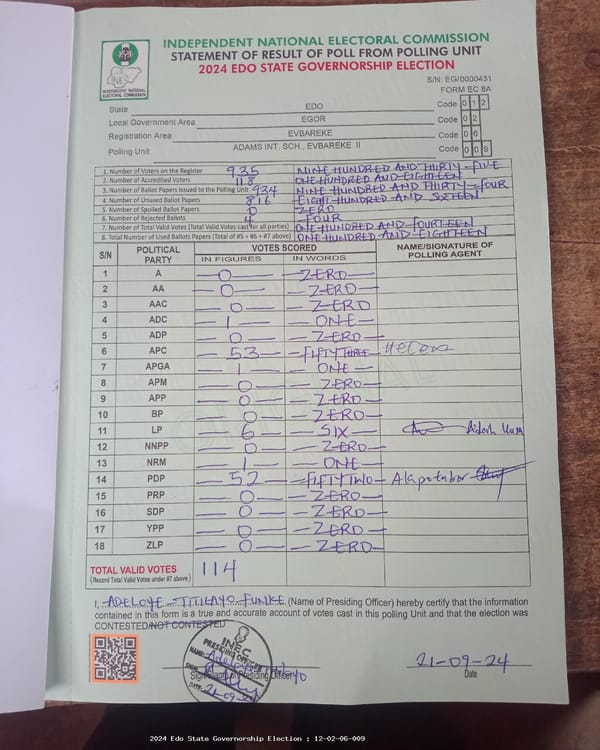 INDEPENDENT NATIONAL ELECTORAL COMMISSION
STATEMENT OF RESULT OF POLL FROM POLLING UNIT
2024 EDO STATE GOVERNORSHIP ELECTION
INEC
INDEPENDENT NATIONAL ELECTORAL COMMISSION
S/N: EG/0000431
FORM EC 8A
State EDO Code 0 1 2
Local Government Area EGOR Code 0 2
Registration Area EVBAREKE Code 0 6
Polling Unit ADAMS INT. SCH., EVBAREKE II Code 0 0 9
1. Number of Voters on the Register 935 NINE HUNDRED AND THIRTY-FIVE
2. Number of Accredited Voters 118 ONE HUNDRED AND EIGHTEEN
3. Number of Ballot Papers Issued to the Polling Unit 934 NINE HUNDRED AND THIRTY-FOUR
4. Number of Unused Ballot Papers 816 EIGHT HUNDRED AND SIXTEEN
5. Number of Spoiled Ballot Papers 0 ZERO
6. Number of Rejected Ballots 4 FOUR
7. Number of Total Valid Votes (Total Valid Votes cast for all parties) ONE HUNDRED AND FOURTEEN
8. Total Number of Used Ballots Papers (Total of #5 + #6 + #7 above) ONE HUNDRED AND EIGHTEEN
S/N POLITICAL PARTY VOTES SCORED NAME/SIGNATURE OF POLLING AGENT
IN FIGURES IN WORDS
1 A 0 ZERO
2 AA 0 ZERO
3 AAC 0 ZERO
4 ADC 1 ONE
5 ADP 0 ZERO
6 APC 53 FIFTY THREE
7 APGA 1 ONE
8 APM 0 ZERO
9 APP 0 ZERO
10 BP 0 ZERO
11 LP 6 SIX
12 NNPP 0 ZERO
13 NRM 1 ONE
14 PDP 52 FIFTY TWO
15 PRP 0 ZERO
16 SDP 0 ZERO
17 YPP 0 ZERO
18 ZLP 0 ZERO
TOTAL VALID VOTES 114
(Record Total Valid Votes under #7 above)
I, ADELOYE TITILAYO FUNKE (Name of Presiding Officer) hereby certify that the information
contained in this form is a true and accurate account of votes cast in this polling Unit and that the election was
CONTESTED/NOT CONTESTED
INEC
PRESIDING OFFICER
NAME:
DATE: 21-09-24
21-09-24
Signature of Presiding Officer Date
2024 Edo State Governorship Election : 12-02-06-009